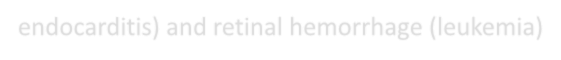 endocarditis) and retinal hemorrhage (leukemia)